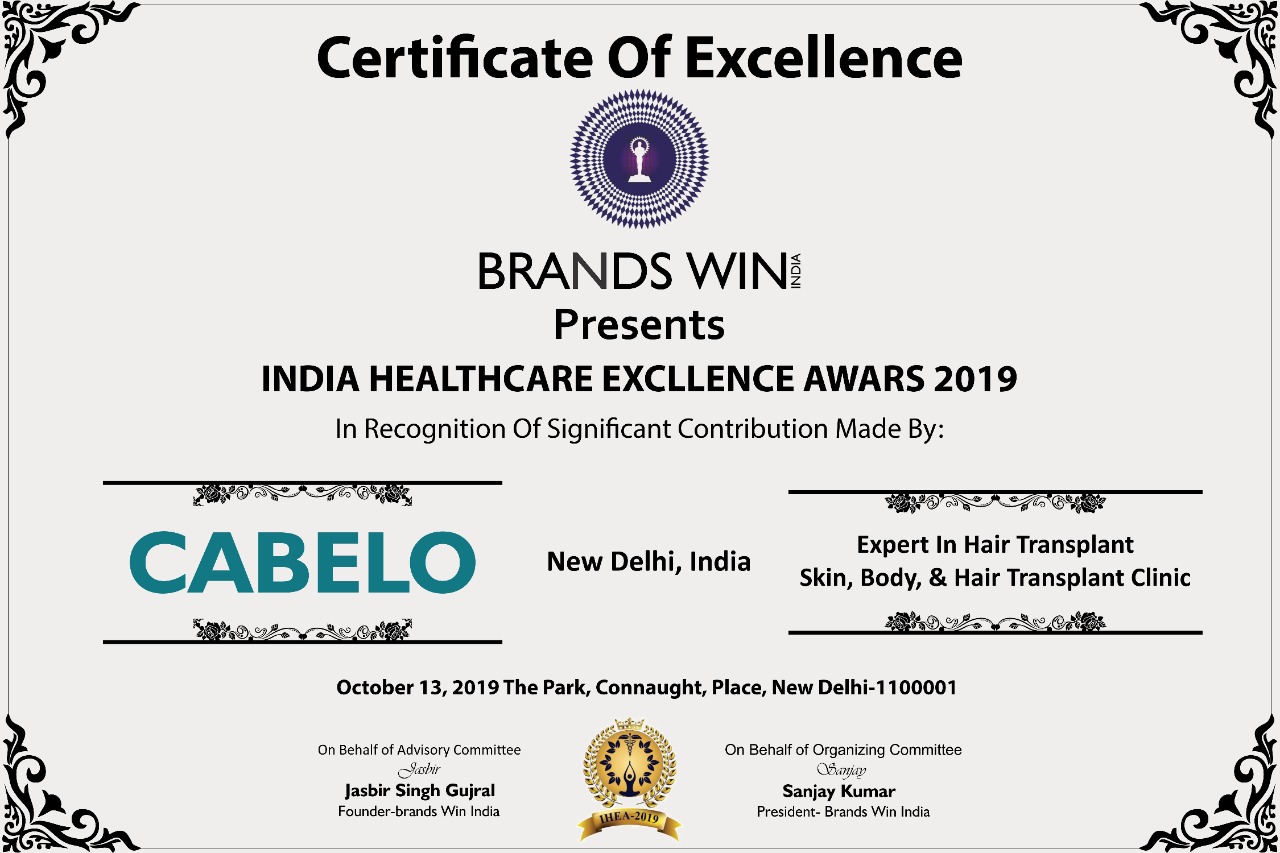 Certificate Of Excellence
BRANDS WIN INDIA
Presents
INDIA HEALTHCARE EXCLLENCE AWARS 2019
In Recognition Of Significant Contribution Made By:
CABELO
New Delhi, India
Expert In Hair Transplant
Skin, Body, & Hair Transplant Clinic
October 13, 2019 The Park, Connaught, Place, New Delhi-1100001
On Behalf of Advisory Committee
Jasbir
Jasbir Singh Gujral
Founder-brands Win India
IHEA-2019
On Behalf of Organizing Committee
Sanjay
Sanjay Kumar
President- Brands Win India